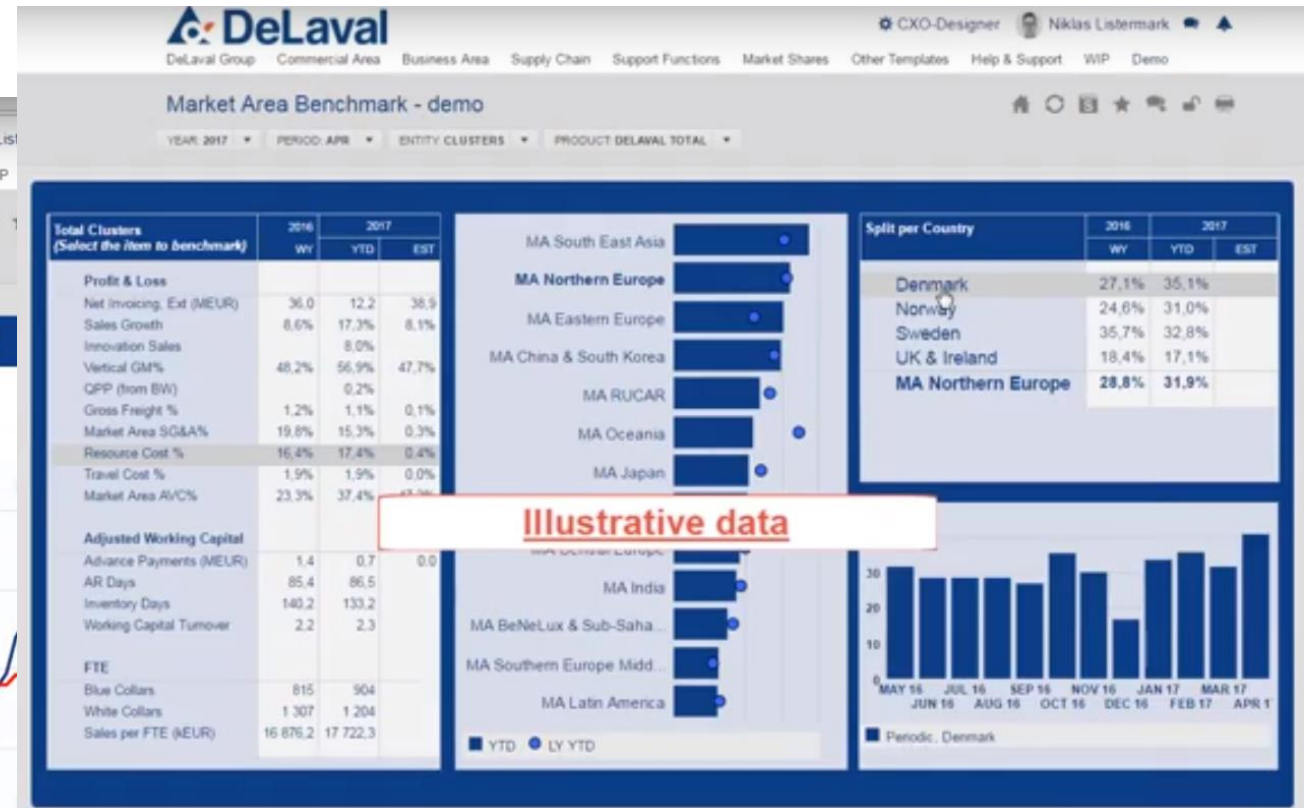 DeLaval
CXO-Designer Niklas Listermark
DeLaval Group Commercial Area Business Area Supply Chain Support Functions Market Shares Other Templates Help & Support WIP Demo
Market Area Benchmark - demo
YEAR: 2017 PERIOD: APR ENTITY: CLUSTERS PRODUCT: DELAVAL TOTAL
Total Clusters 2016 2017
(Select the item to benchmark) WY YTD EST
Profit & Loss
Net Invoicing, Ext (MEUR) 36.0 12.2 38,9
Sales Growth 8,6% 17,3% 8,1%
Innovation Sales 8,0%
Vertical GM% 48,2% 56,9% 47,7%
QPP (from BW) 0,2%
Gross Freight % 1,2% 1,1% 0,1%
Market Area SG&A% 19,8% 15,3% 0,3%
Resource Cost % 16,4% 17,4% 0,4%
Travel Cost % 1,9% 1,9% 0,0%
Market Area AVC% 23,3% 37,4%
Adjusted Working Capital
Advance Payments (MEUR) 1,4 0,7 0,0
AR Days 85,4 86,5
Inventory Days 140,2 133,2
Working Capital Turnover 2,2 2,3
FTE
Blue Collars 815 904
White Collars 1 307 1 204
Sales per FTE (kEUR) 16 876,2 17 722,3
MA South East Asia
MA Northern Europe
MA Eastern Europe
MA China & South Korea
MA RUCAR
MA Oceania
MA Japan
Illustrative data
MA Central Europe
MA India
MA BeNeLux & Sub-Saha...
MA Southern Europe Midd...
MA Latin America
YTD LY YTD
Split per Country 2016 2017
WY YTD EST
Denmark 27,1% 35,1%
Norway 24,6% 31,0%
Sweden 35,7% 32,8%
UK & Ireland 18,4% 17,1%
MA Northern Europe 28,8% 31,9%
30
20
10
0
MAY 16 JUL 16 SEP 16 NOV 16 JAN 17 MAR 17
JUN 16 AUG 16 OCT 16 DEC 16 FEB 17 APR 1
Periodic, Denmark